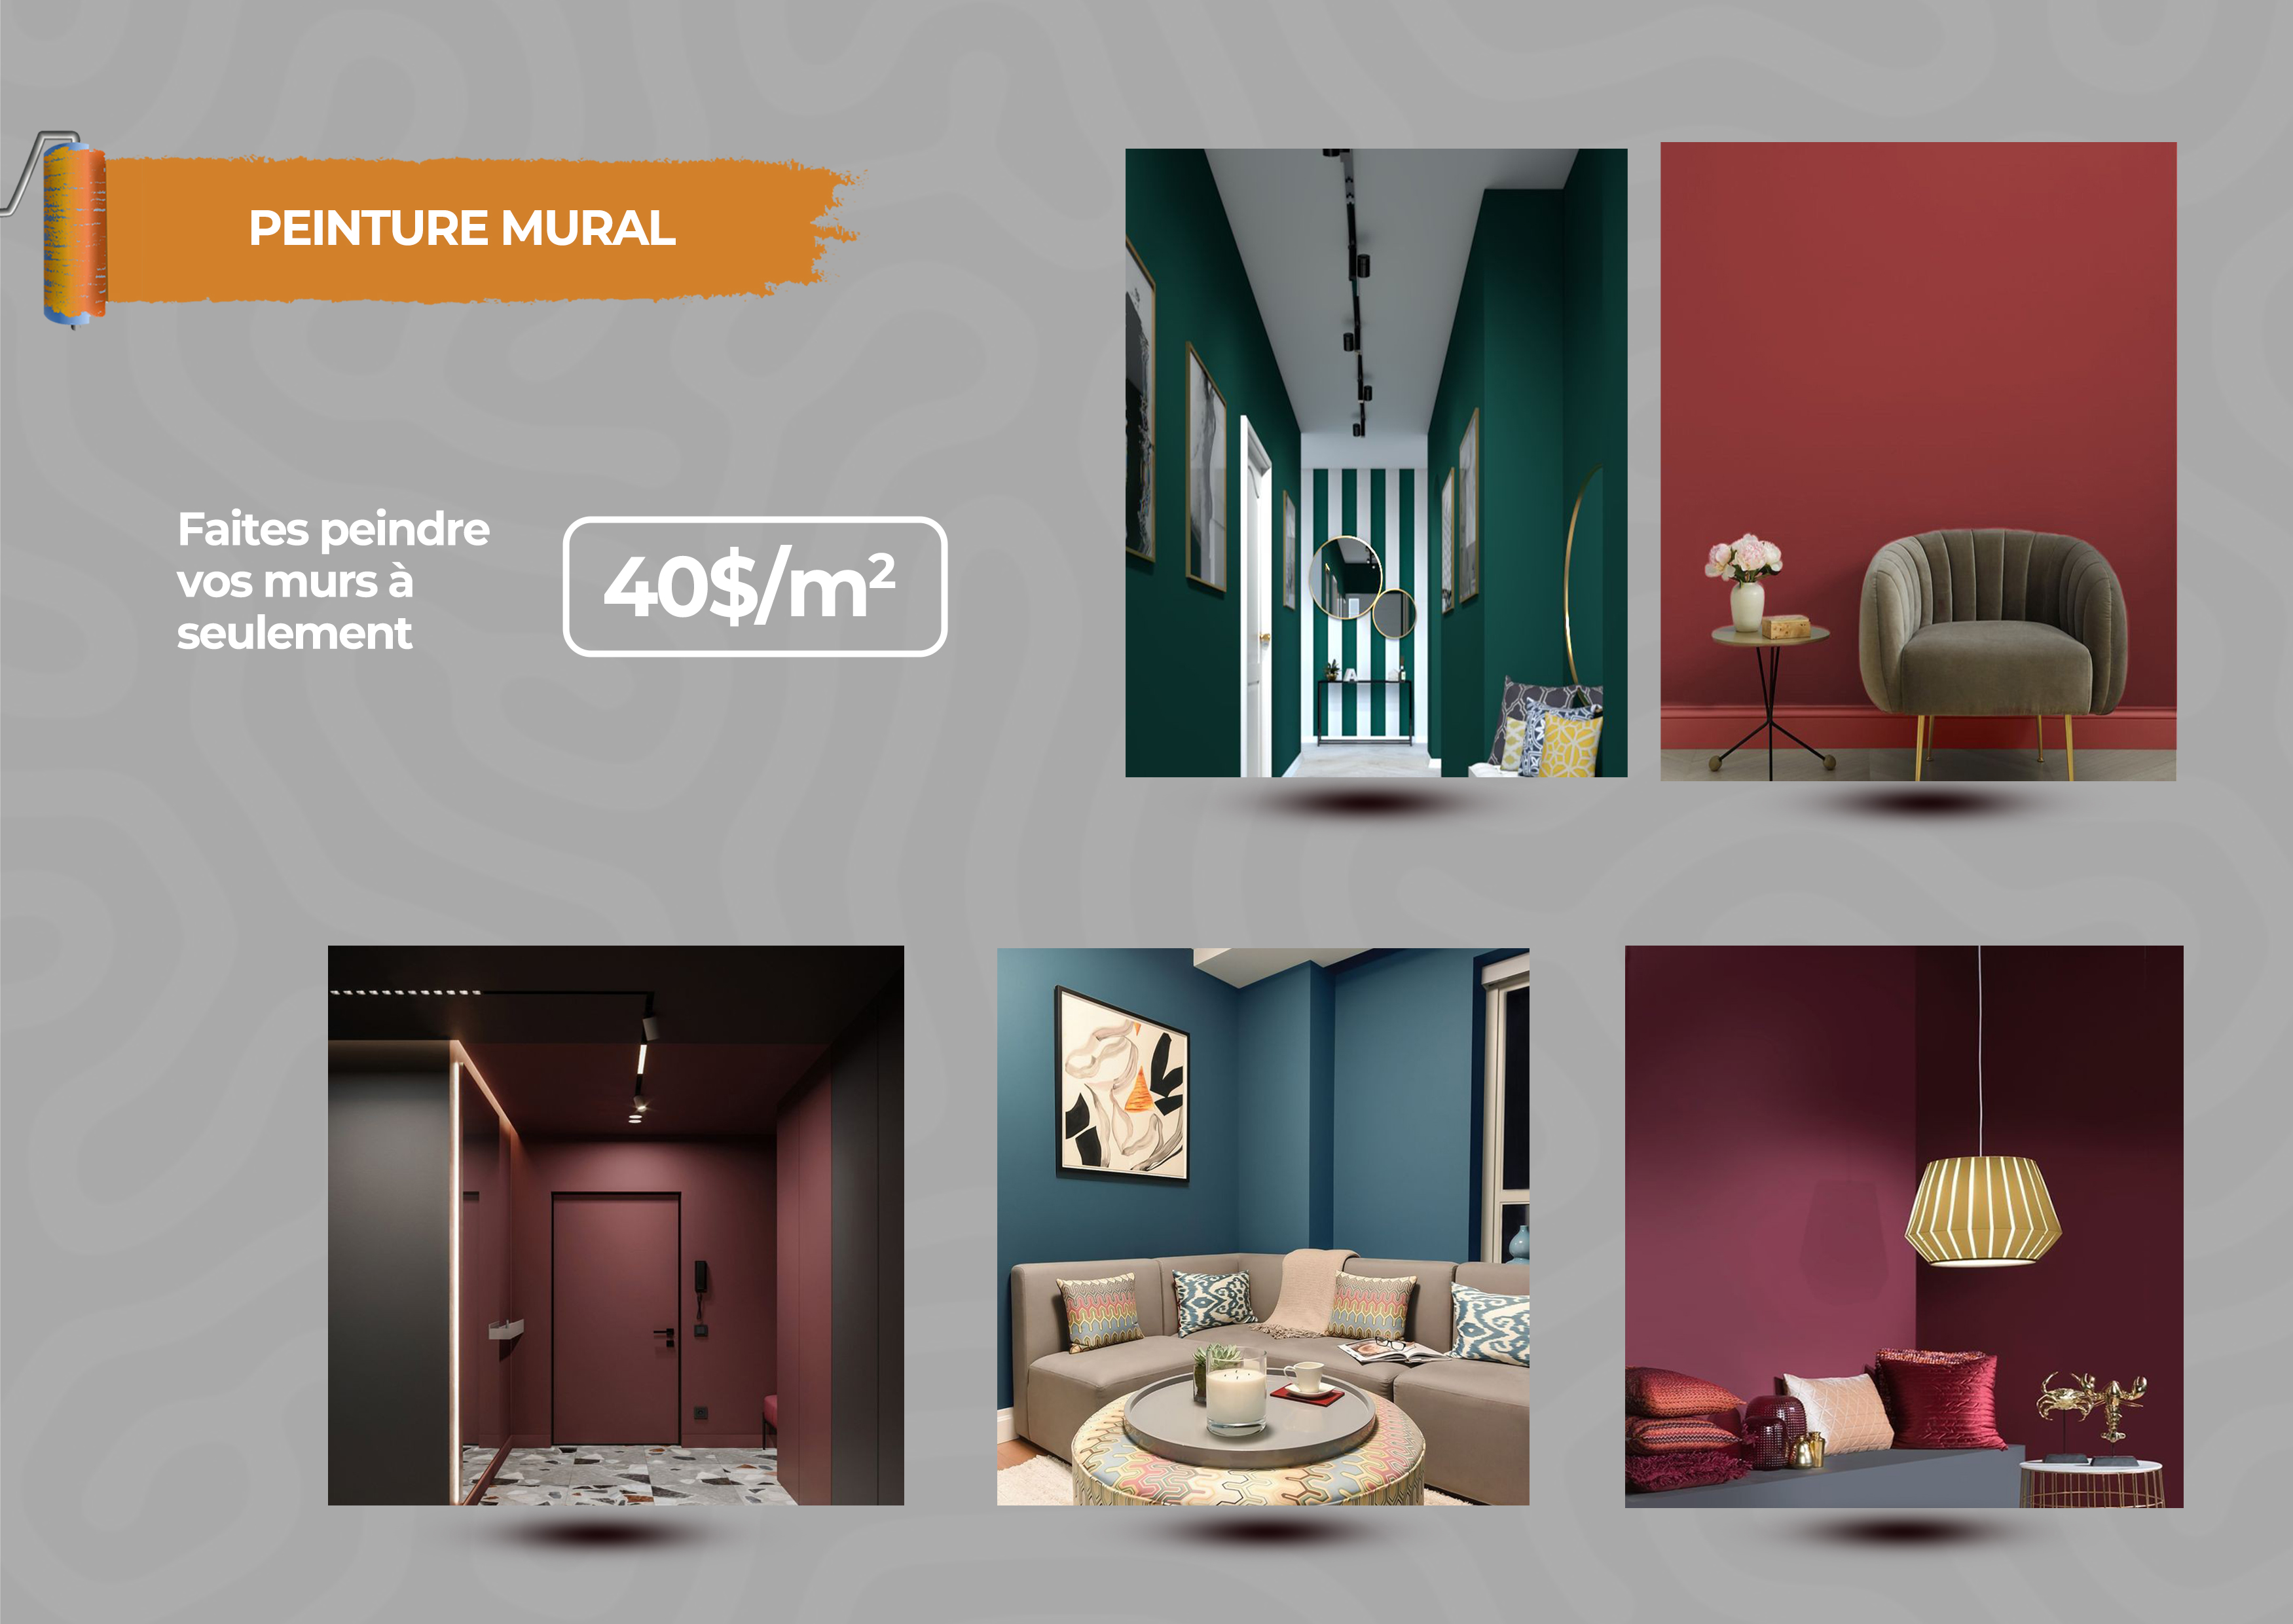 PEINTURE MURAL
Faites peindre
vos murs à
seulement
40$/m²